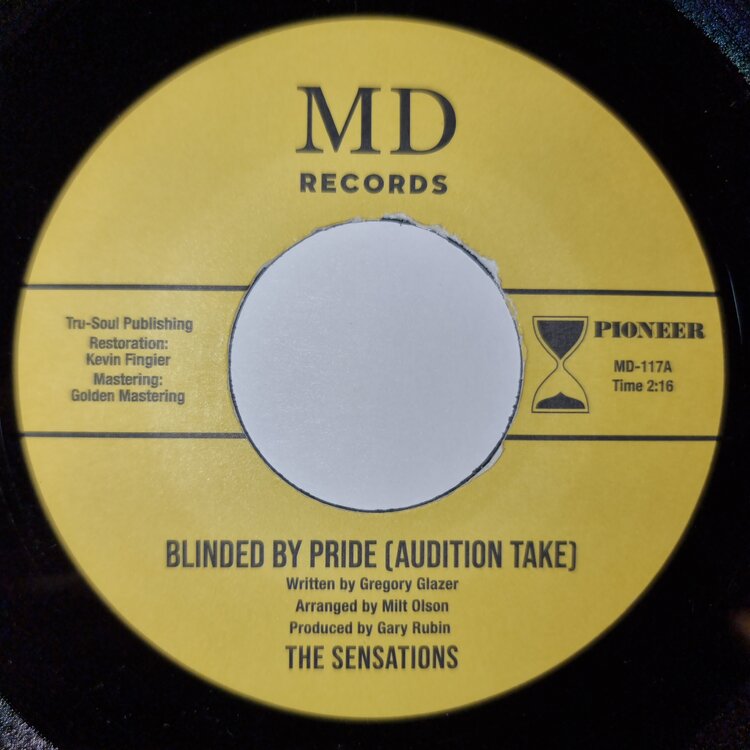 MD
RECORDS
Tru-Soul Publishing
Restoration:
Kevin Fingier
Mastering:
Golden Mastering
PIONEER
MD-117A
Time 2:16
BLINDED BY PRIDE (AUDITION TAKE)
Written by Gregory Glazer
Arranged by Milt Olson
Produced by Gary Rubin
THE SENSATIONS